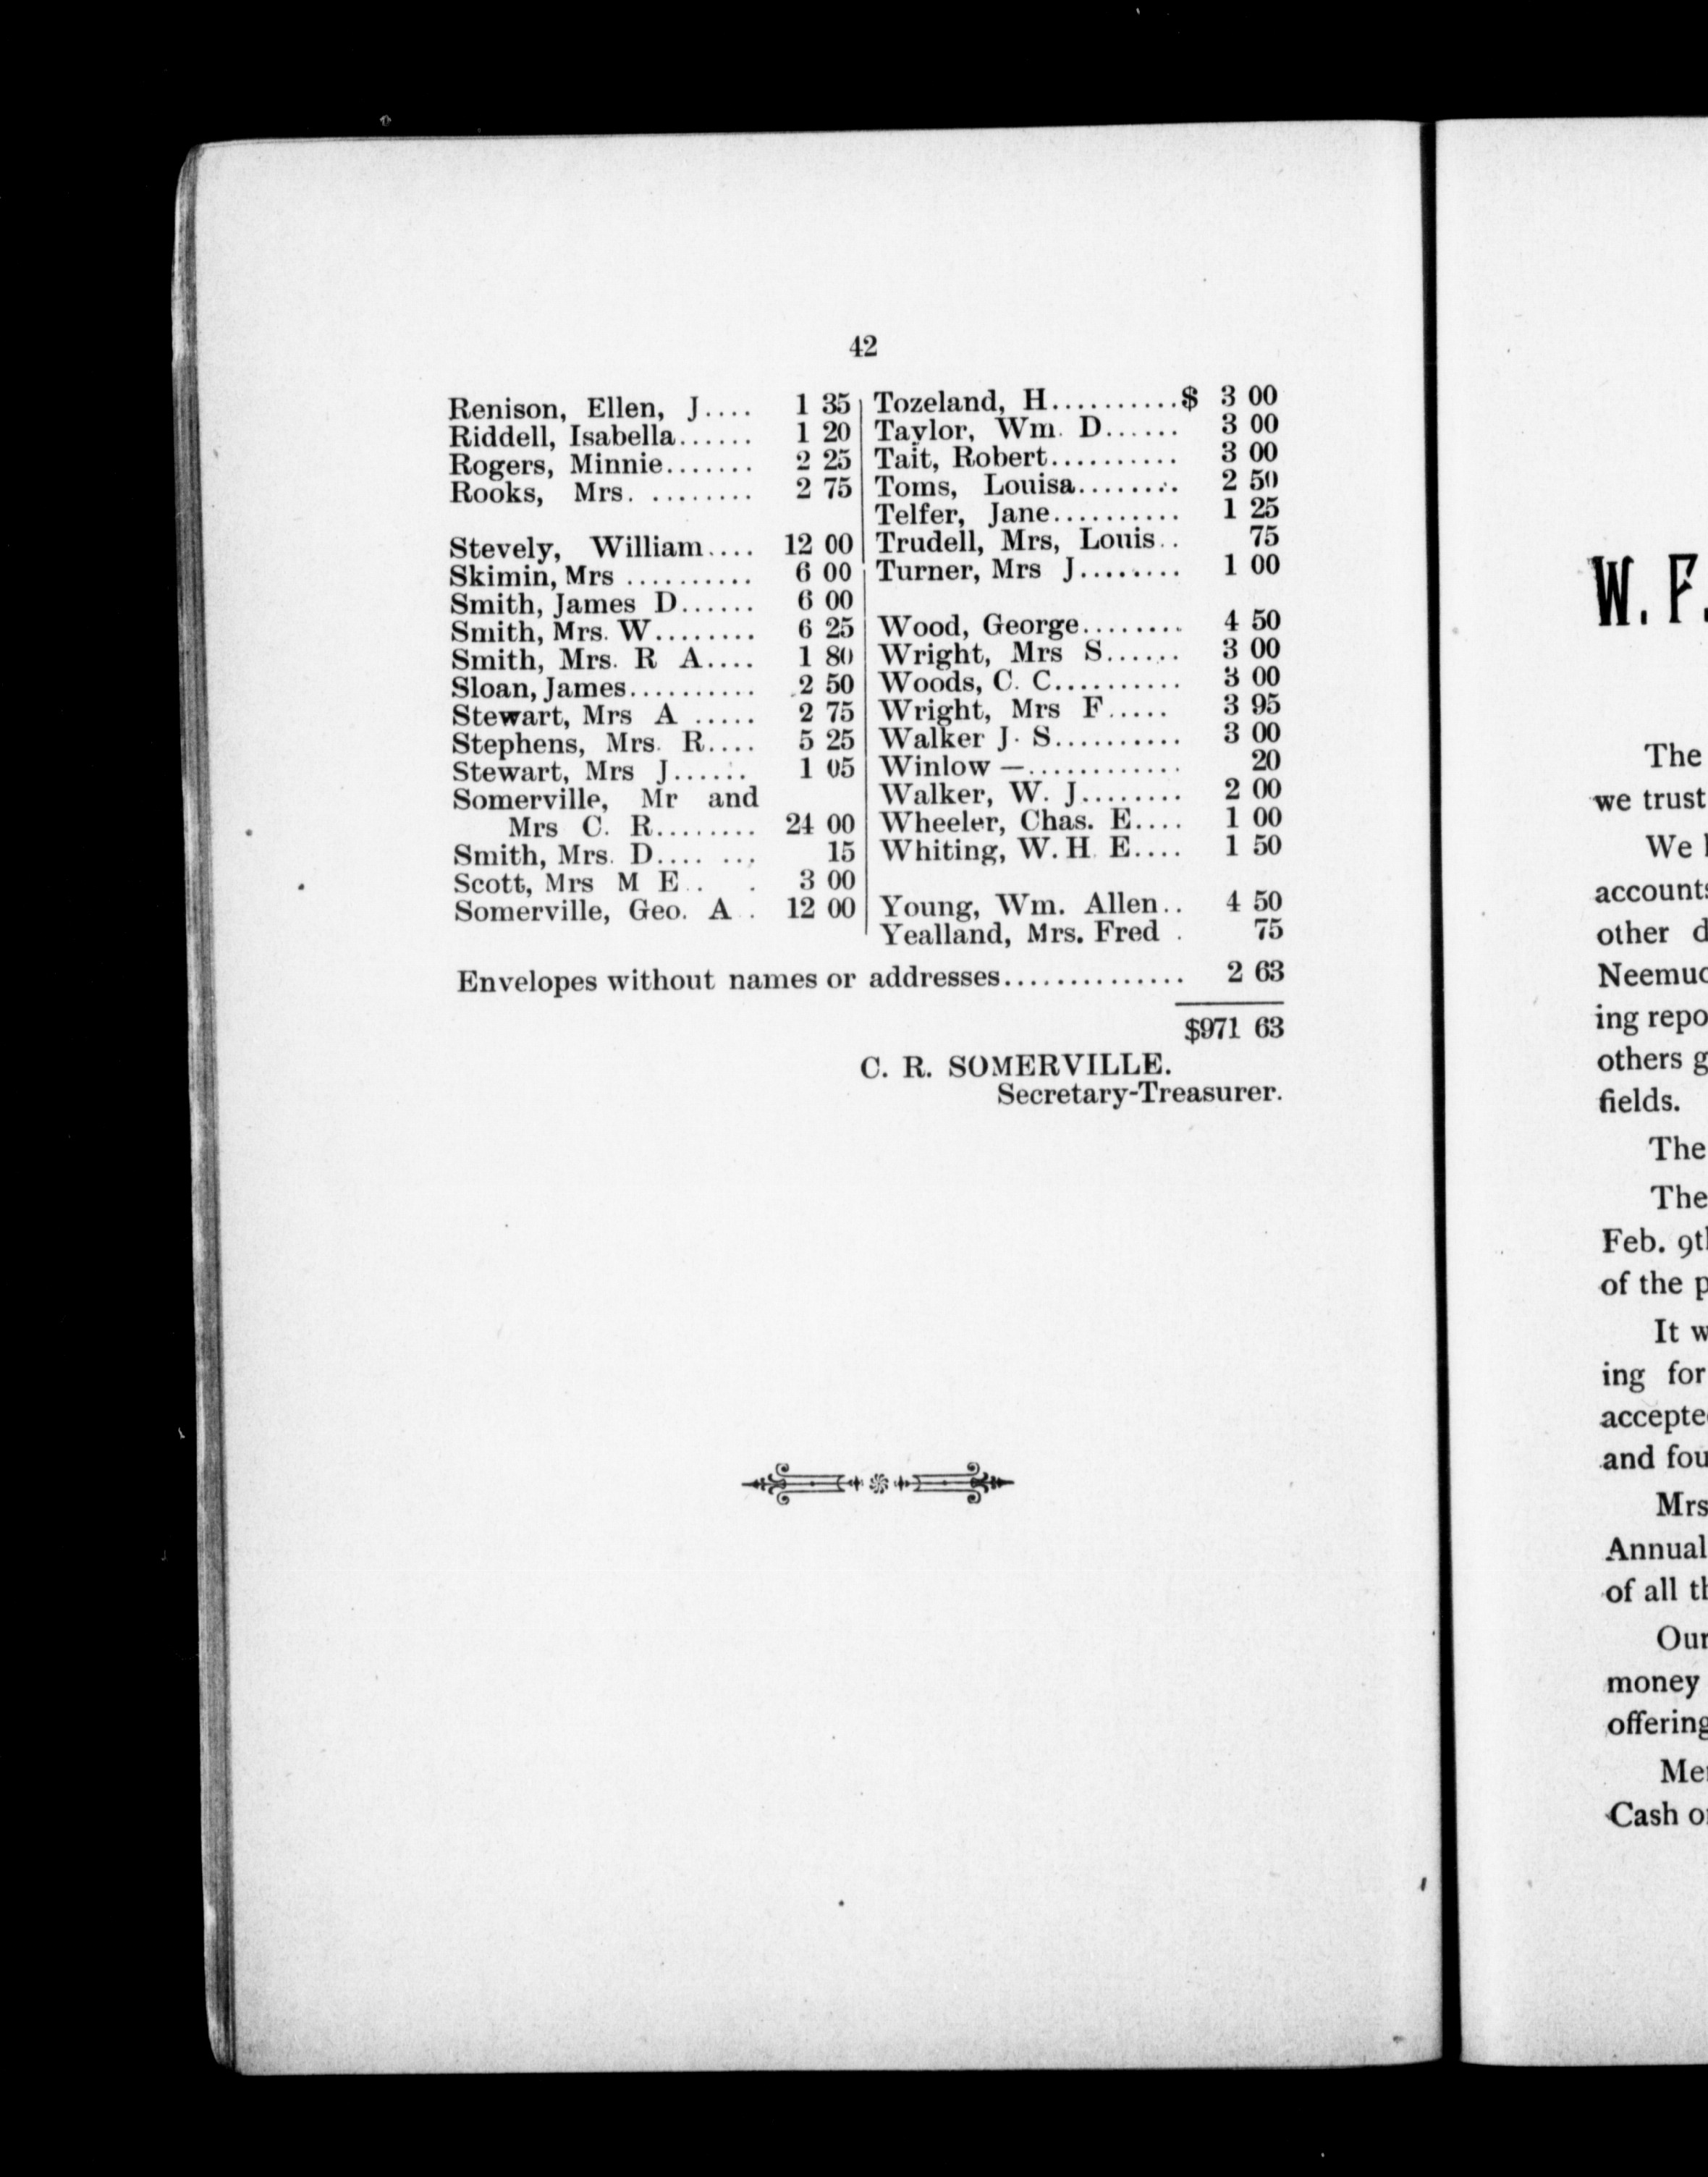 42
Renison, Ellen, J.... 1 35
Riddell, Isabella...... 1 20
Rogers, Minnie....... 2 25
Rooks, Mrs. ........ 2 75
Stevely, William.... 12 00
Skimin, Mrs .......... 6 00
Smith, James D...... 6 00
Smith, Mrs. W........ 6 25
Smith, Mrs. R A.... 1 80
Sloan, James.......... 2 50
Stewart, Mrs A ..... 2 75
Stephens, Mrs. R.... 5 25
Stewart, Mrs J...... 1 05
Somerville, Mr and
Mrs C. R........ 24 00
Smith, Mrs. D.... ... 15
Scott, Mrs M E . . . 3 00
Somerville, Geo. A . 12 00
Tozeland, H..........$ 3 00
Taylor, Wm. D...... 3 00
Tait, Robert.......... 3 00
Toms, Louisa........ 2 50
Telfer, Jane.......... 1 25
Trudell, Mrs, Louis.. 75
Turner, Mrs J........ 1 00
Wood, George........ 4 50
Wright, Mrs S...... 3 00
Woods, C. C.......... 3 00
Wright, Mrs F..... 3 95
Walker J. S.......... 3 00
Winlow —............ 20
Walker, W. J........ 2 00
Wheeler, Chas. E.... 1 00
Whiting, W. H. E.... 1 50
Young, Wm. Allen.. 4 50
Yealland, Mrs. Fred . 75
Envelopes without names or addresses.............. 2 63
$971 63
C. R. SOMERVILLE.
Secretary-Treasurer.
W. F.
The
we trust
We
accounts
other
Neemuc
ing repo
others g
fields.
The
The
Feb. 9t
of the p
It w
ing for
accepte
and fou
Mrs
Annual
of all t
Our
money
offering
Me
Cash o